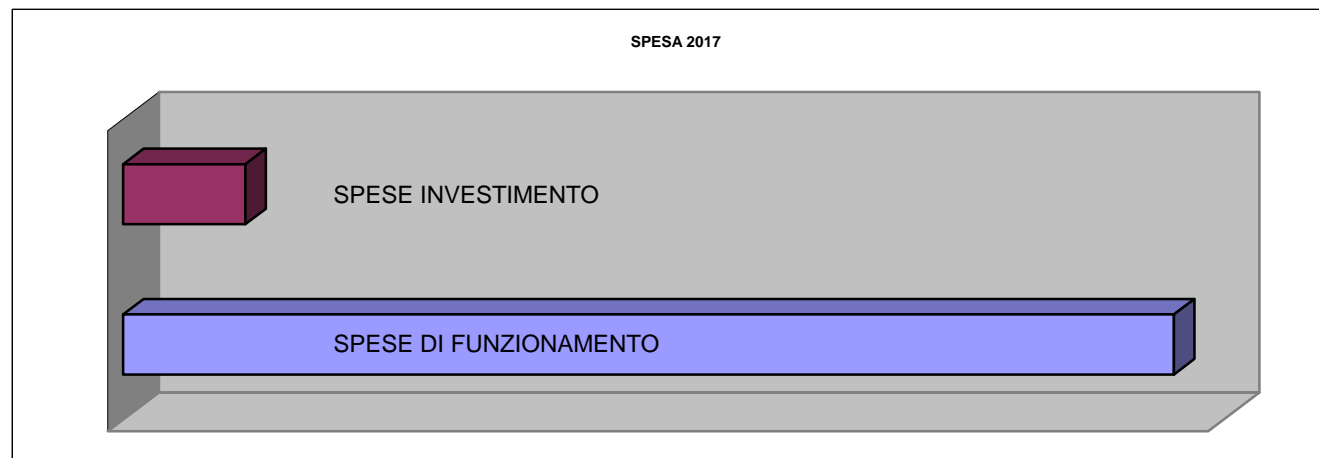 SPESA 2017
SPESE INVESTIMENTO
SPESE DI FUNZIONAMENTO